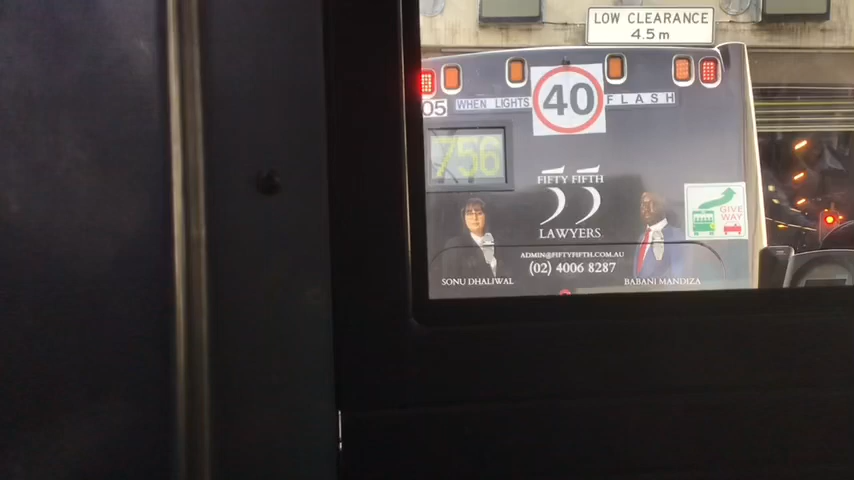 LOW CLEARANCE
4.5 m
05 WHEN LIGHTS 40 FLASH
756
FIFTY FIFTH
55
LAWYERS
GIVE
WAY
ADMIN@FIFTYFIFTH.COM.AU
(02) 4006 8287
SONU DHALIWAL
BABANI MANDIZA